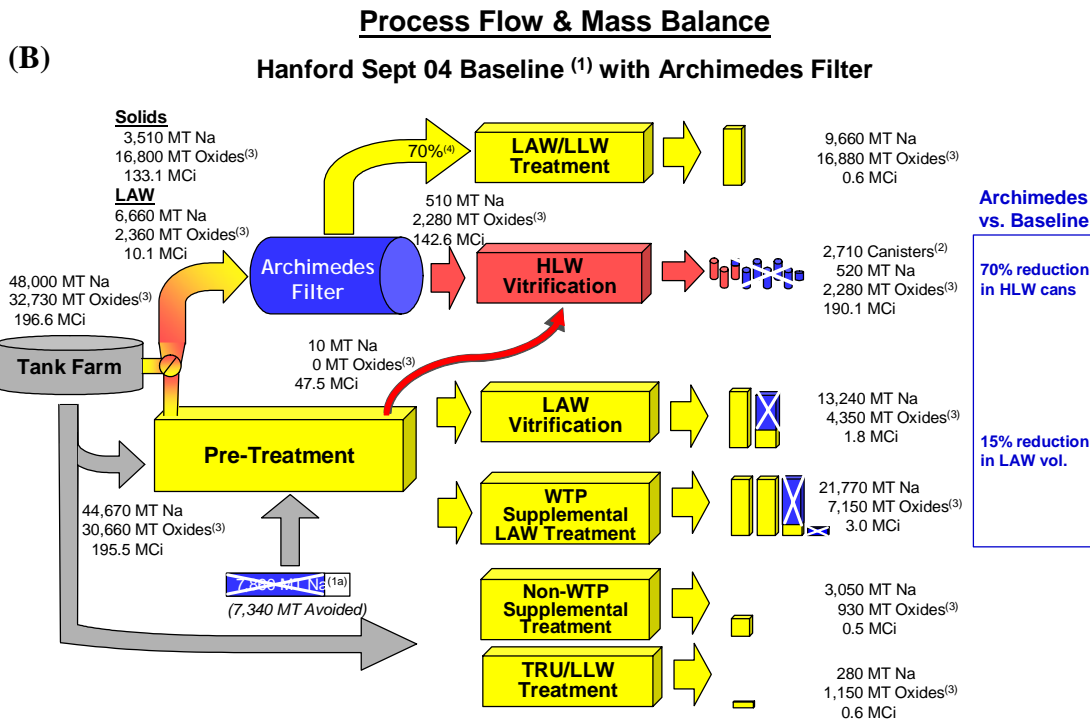 Process Flow & Mass Balance
(B)
Hanford Sept 04 Baseline (1) with Archimedes Filter
Solids
3,510 MT Na
16,800 MT Oxides(3)
133.1 MCi
LAW
6,660 MT Na
2,360 MT Oxides(3)
10.1 MCi
70%(4)
LAW/LLW
Treatment
9,660 MT Na
16,880 MT Oxides(3)
0.6 MCi
510 MT Na
2,280 MT Oxides(3)
142.6 MCi
Archimedes
Filter
HLW
Vitrification
2,710 Canisters(2)
520 MT Na
2,280 MT Oxides(3)
190.1 MCi
Archimedes
vs. Baseline
70% reduction
in HLW cans
15% reduction
in LAW vol.
48,000 MT Na
32,730 MT Oxides(3)
196.6 MCi
Tank Farm
10 MT Na
0 MT Oxides(3)
47.5 MCi
Pre-Treatment
LAW
Vitrification
13,240 MT Na
4,350 MT Oxides(3)
1.8 MCi
44,670 MT Na
30,660 MT Oxides(3)
195.5 MCi
WTP
Supplemental
LAW Treatment
21,770 MT Na
7,150 MT Oxides(3)
3.0 MCi
MT Na(1a)
(7,340 MT Avoided)
Non-WTP
Supplemental
Treatment
3,050 MT Na
930 MT Oxides(3)
0.5 MCi
TRU/LLW
Treatment
280 MT Na
1,150 MT Oxides(3)
0.6 MCi